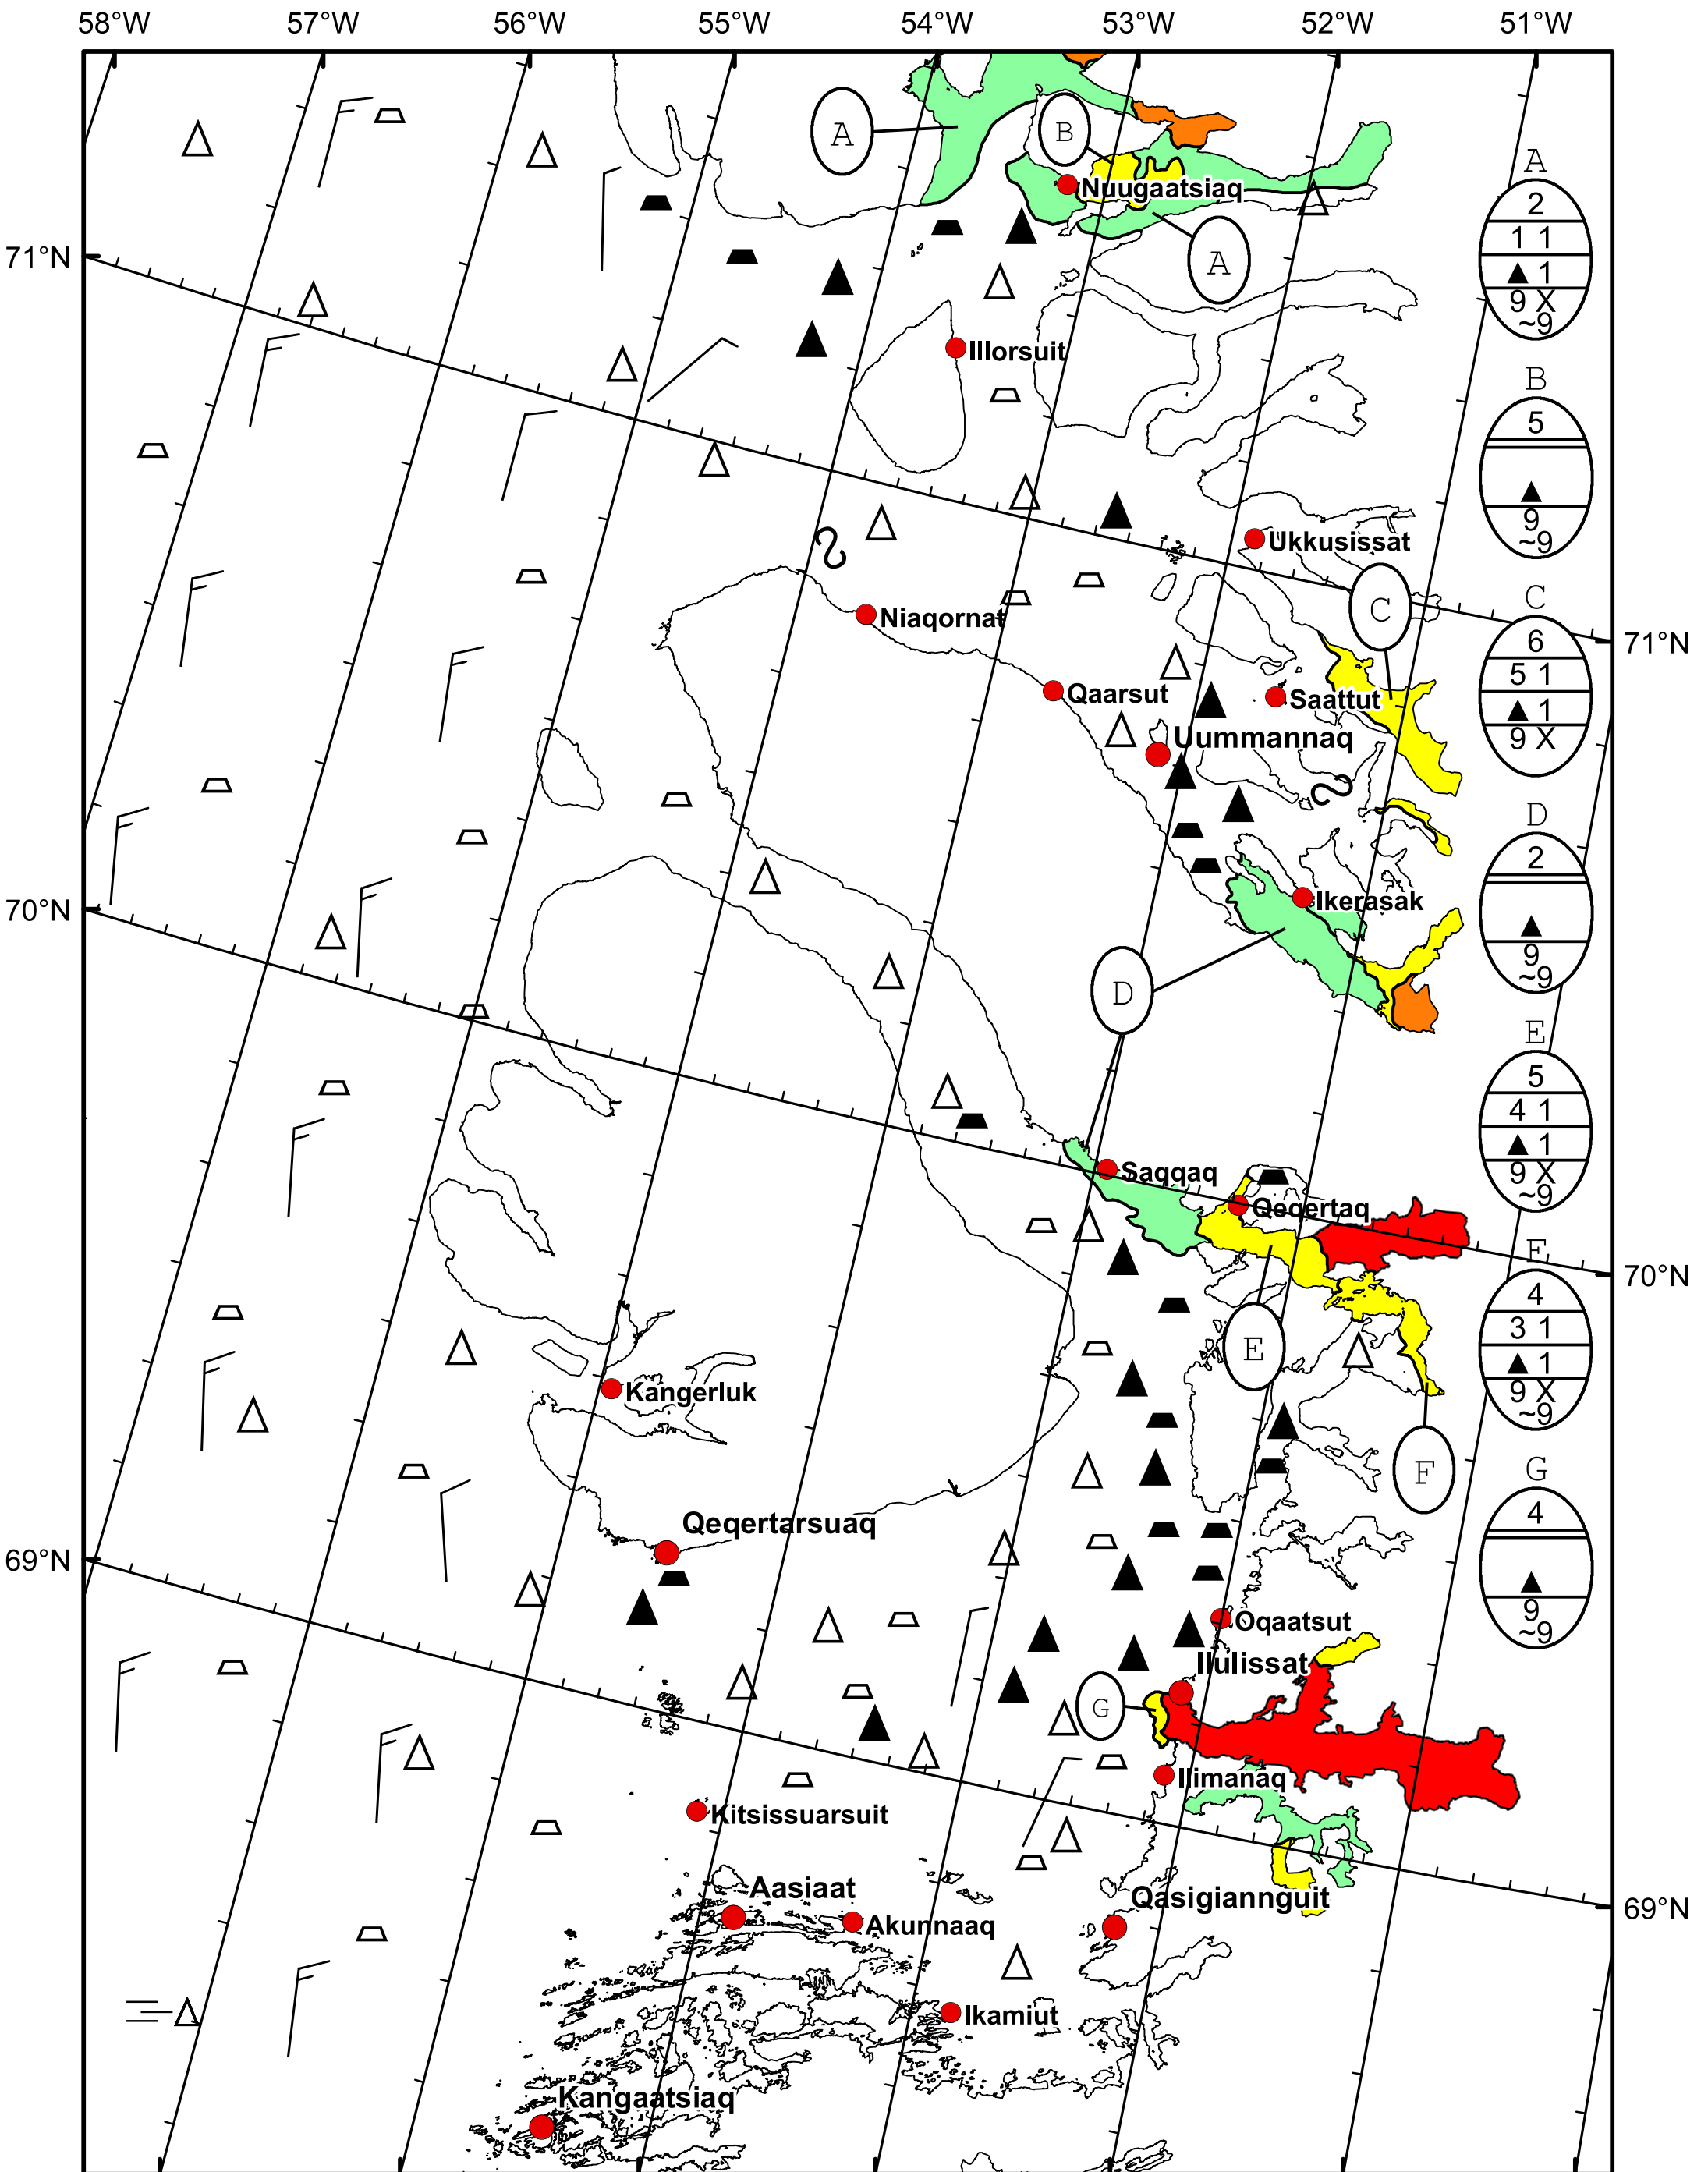 58°W 57°W 56°W 55°W 54°W 53°W 52°W 51°W
A
B
Nuugaatsiaq
A
71°N
Illorsuit
A
2
1 1
▲ 1
9 X
~9
B
5
▲
9
~9
Ukkusissat
C
Niaqornat
71°N
Qaarsut
Saattut
Uummannaq
C
6
5 1
▲ 1
9 X
D
2
▲
9
~9
70°N
Ikerasak
D
E
5
4 1
▲ 1
9 X
~9
Saqqaq
Qeqertaq
70°N
F
4
3 1
▲ 1
9 X
~9
E
Kangerluk
F
G
4
▲
9
~9
Qeqertarsuaq
69°N
Oqaatsut
Ilulissat
G
Ilimanaq
Kitsissuarsuit
Aasiaat
Akunnaaq
Qasigiannguit
69°N
Ikamiut
Kangaatsiaq